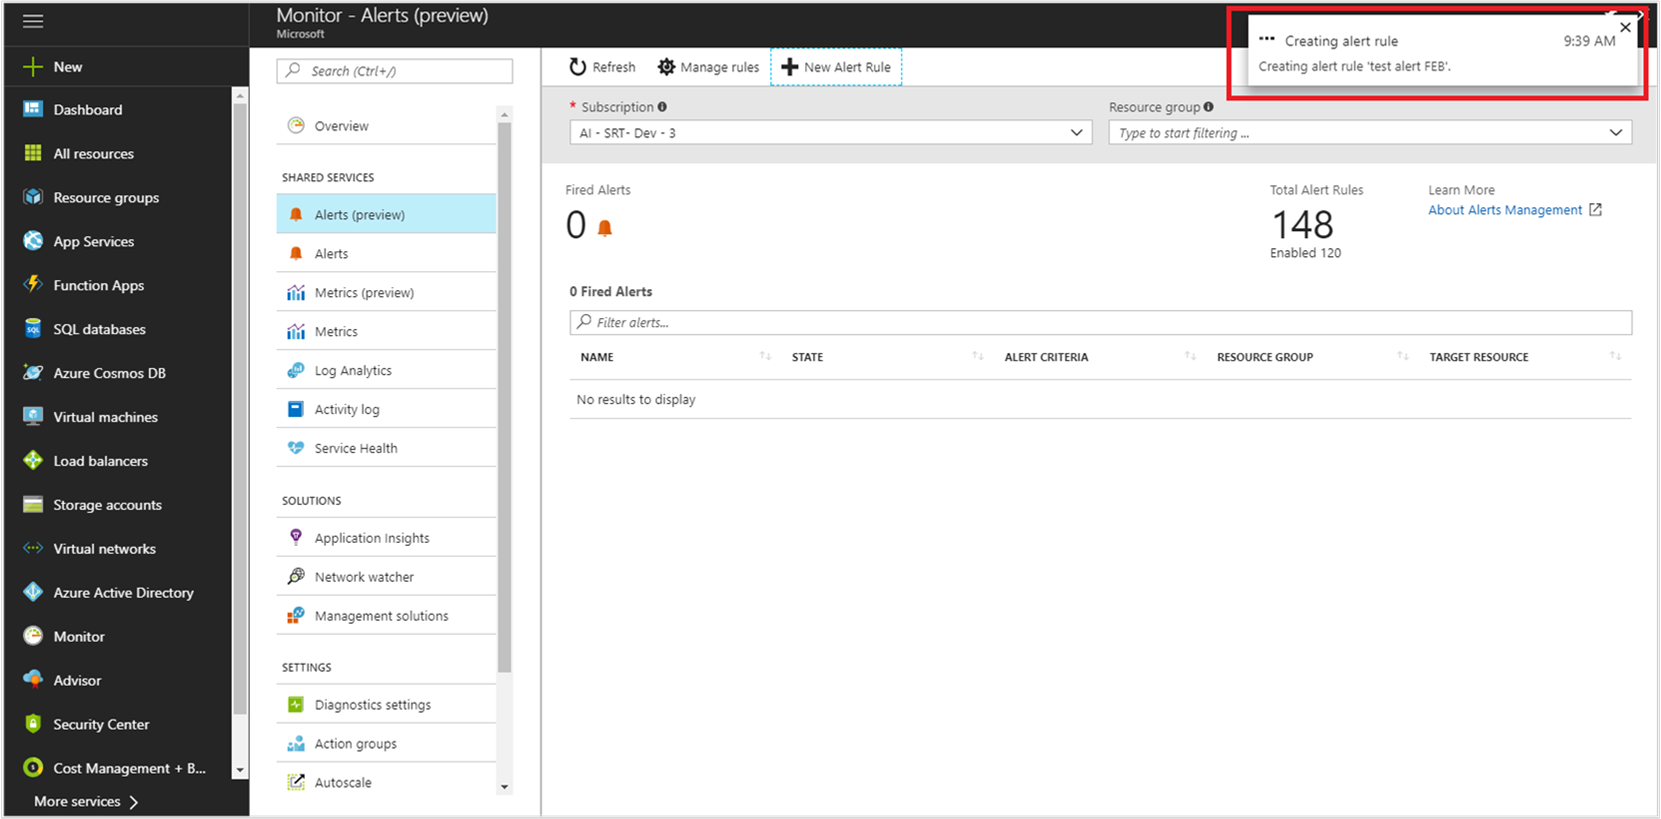 Monitor - Alerts (preview)
Microsoft
Creating alert rule
9:39 AM
Creating alert rule 'test alert FEB'.
New
Dashboard
All resources
Resource groups
App Services
Function Apps
SQL databases
Azure Cosmos DB
Virtual machines
Load balancers
Storage accounts
Virtual networks
Azure Active Directory
Monitor
Advisor
Security Center
Cost Management + B...
More services
Search (Ctrl+/)
Overview
SHARED SERVICES
Alerts (preview)
Alerts
Metrics (preview)
Metrics
Log Analytics
Activity log
Service Health
SOLUTIONS
Application Insights
Network watcher
Management solutions
SETTINGS
Diagnostics settings
Action groups
Autoscale
Refresh
Manage rules
New Alert Rule
* Subscription
AI - SRT- Dev - 3
Resource group
Type to start filtering ...
Fired Alerts
0
Total Alert Rules
148
Enabled 120
Learn More
About Alerts Management
0 Fired Alerts
Filter alerts...
NAME STATE ALERT CRITERIA RESOURCE GROUP TARGET RESOURCE
No results to display